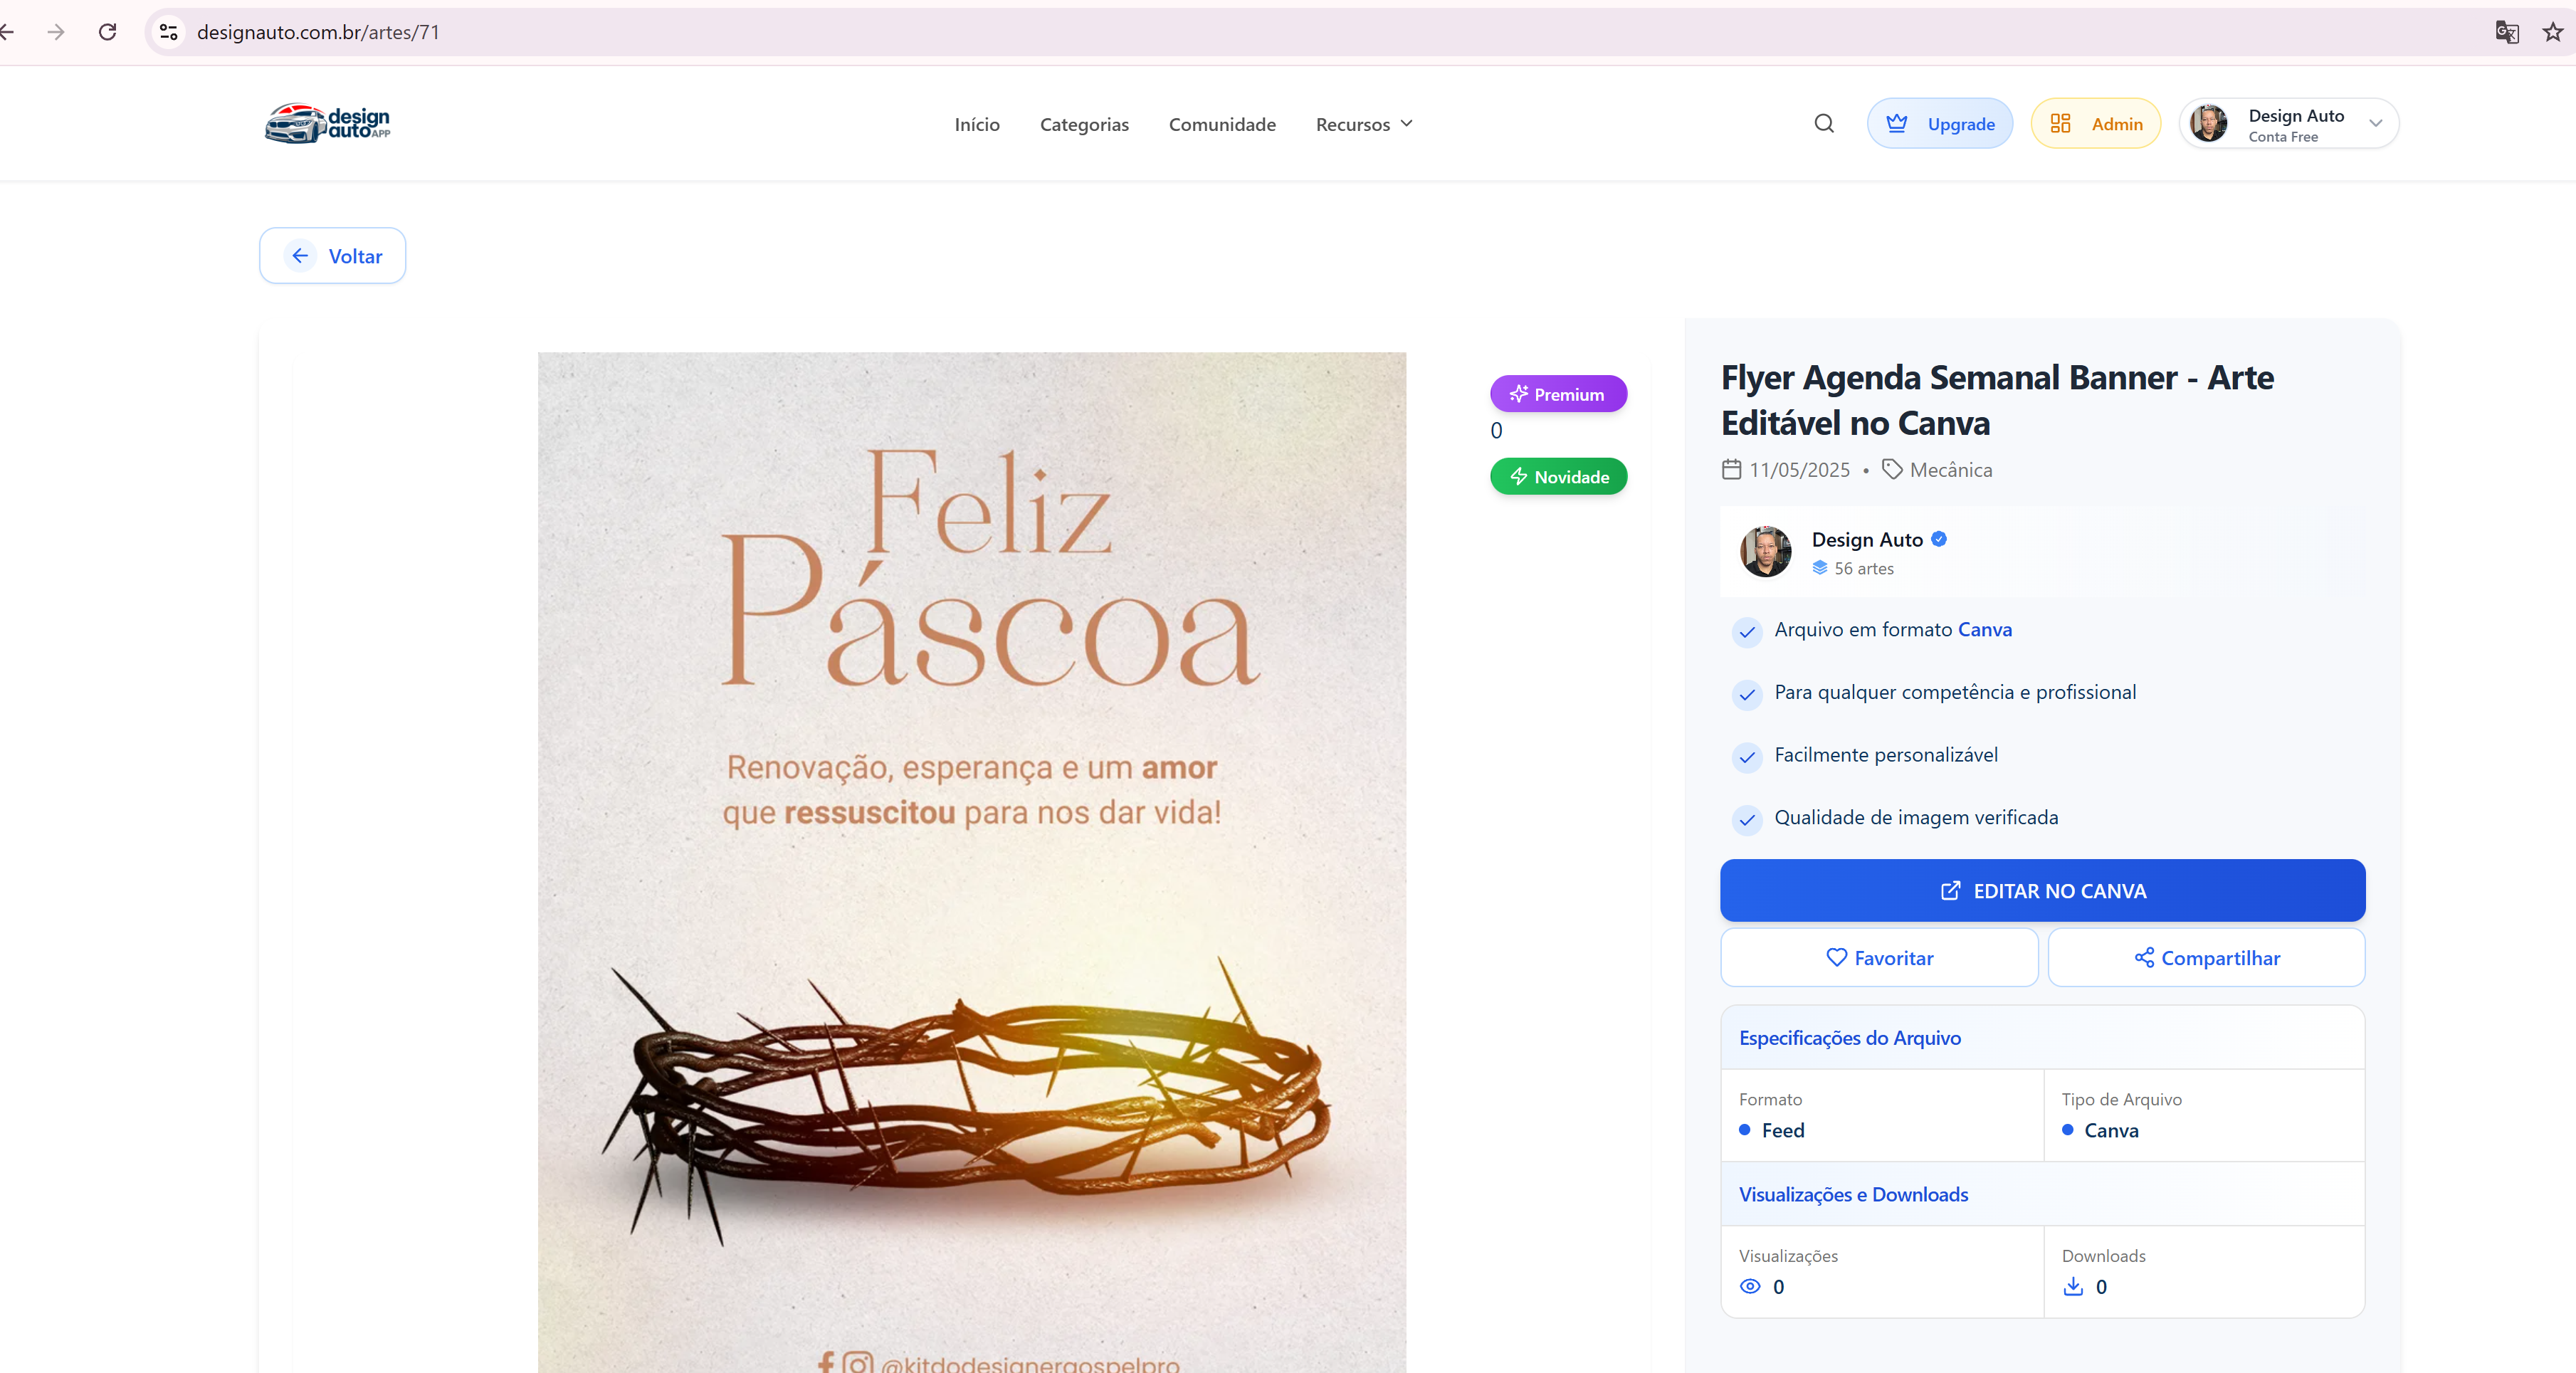 designauto.com.br/artes/71
design
autoAPP
Início
Categorias
Comunidade
Recursos
Upgrade
Admin
Design Auto
Conta Free
Voltar
Feliz
Páscoa
Renovação, esperança e um amor
que ressuscitou para nos dar vida!
@kitdodesignergospelpro
Premium
0
Novidade
Flyer Agenda Semanal Banner - Arte
Editável no Canva
11/05/2025 • Mecânica
Design Auto
56 artes
Arquivo em formato Canva
Para qualquer competência e profissional
Facilmente personalizável
Qualidade de imagem verificada
EDITAR NO CANVA
Favoritar
Compartilhar
Especificações do Arquivo
Formato
Feed
Tipo de Arquivo
Canva
Visualizações e Downloads
Visualizações
0
Downloads
0